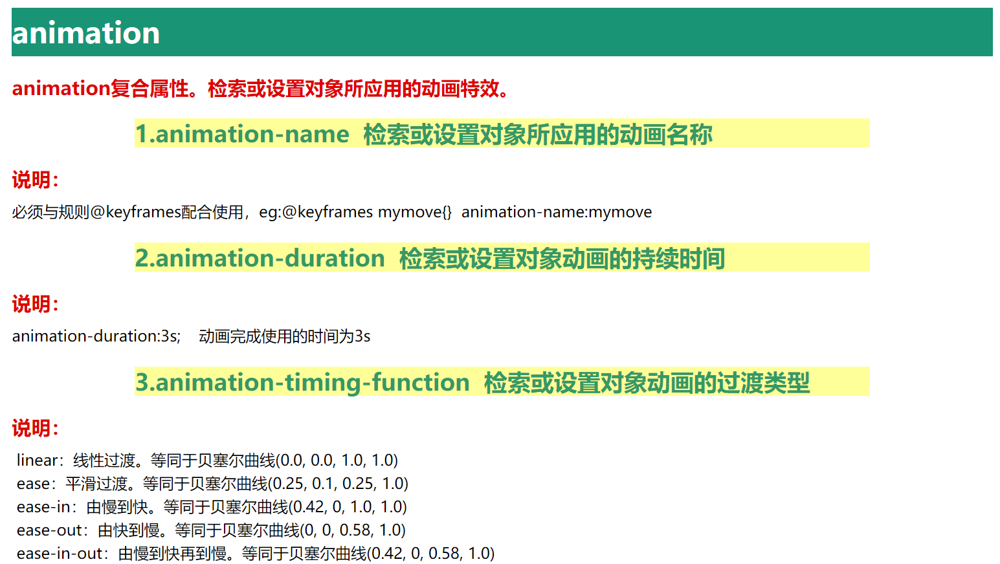 animation
animation复合属性。检索或设置对象所应用的动画特效。
1.animation-name  检索或设置对象所应用的动画名称
说明：
必须与规则@keyframes配合使用，eg:@keyframes mymove{}  animation-name:mymove
2.animation-duration  检索或设置对象动画的持续时间
说明：
animation-duration:3s;    动画完成使用的时间为3s
3.animation-timing-function  检索或设置对象动画的过渡类型
说明：
linear：线性过渡。等同于贝塞尔曲线(0.0, 0.0, 1.0, 1.0)
ease：平滑过渡。等同于贝塞尔曲线(0.25, 0.1, 0.25, 1.0)
ease-in：由慢到快。等同于贝塞尔曲线(0.42, 0, 1.0, 1.0)
ease-out：由快到慢。等同于贝塞尔曲线(0, 0, 0.58, 1.0)
ease-in-out：由慢到快再到慢。等同于贝塞尔曲线(0.42, 0, 0.58, 1.0)